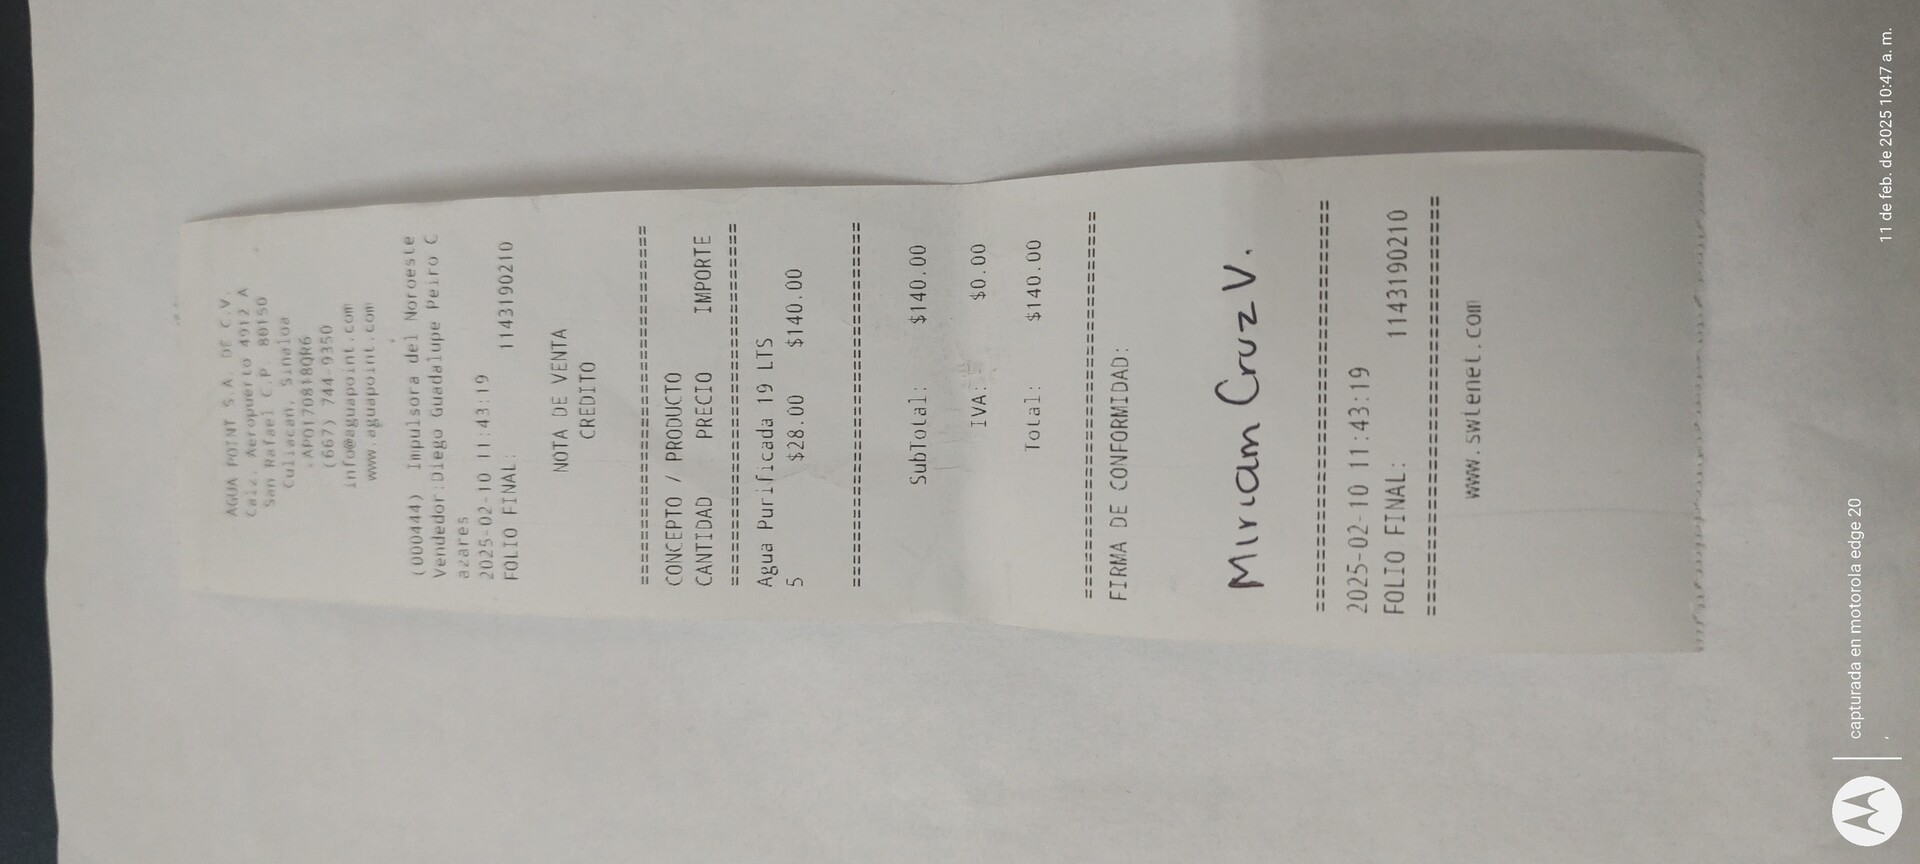 AGUA POINT S.A. DE C.V.
Calz. Aeropuerto 4912 A
San Rafael C.P. 80150
Culiacan, Sinaloa
.APO170818QR6
(667) 744-9350
info@aguapoint.com
www.aguapoint.com
(000444) Impulsora del Noroeste
Vendedor:Diego Guadalupe Peiro C
azares
2025-02-10 11:43:19
FOLIO FINAL: 1143190210
NOTA DE VENTA
CREDITO
================================
CONCEPTO / PRODUCTO
CANTIDAD PRECIO IMPORTE
================================
Agua Purificada 19 LTS
5 $28.00 $140.00
================================
SubTotal: $140.00
IVA: $0.00
Total: $140.00
================================
FIRMA DE CONFORMIDAD:
Mirian Cruz V.
================================
2025-02-10 11:43:19
FOLIO FINAL: 1143190210
================================
www.swtenet.com
capturada en motorola edge 20
11 de feb. de 2025 10:47 a. m.